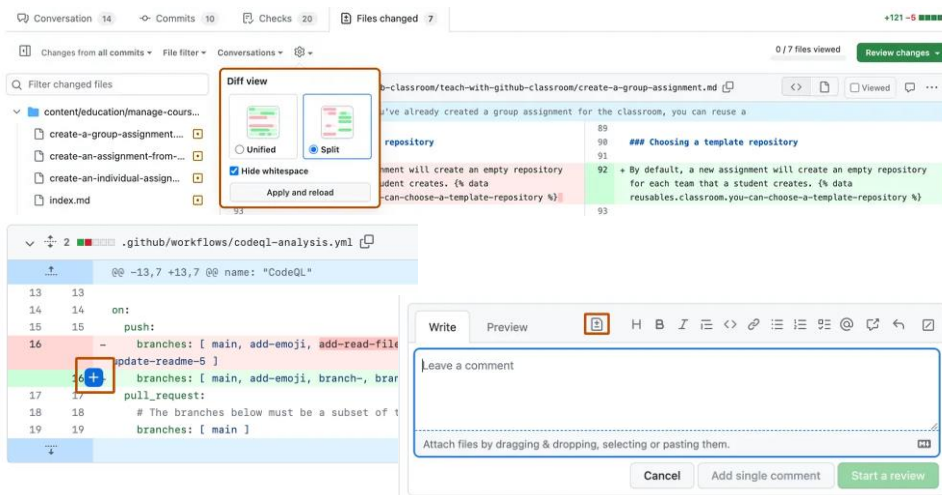 Conversation 14 Commits 10 Checks 20 Files changed 7 +121 −5
Changes from all commits File filter Conversations 0 / 7 files viewed Review changes
Filter changed files
content/education/manage-cours...
create-a-group-assignment....
create-an-assignment-from-...
create-an-individual-assign...
index.md
Diff view
Unified Split
Hide whitespace
Apply and reload
b-classroom/teach-with-github-classroom/create-a-group-assignment.md Viewed
u've already created a group assignment for the classroom, you can reuse a
repository
nment will create an empty repository
udent creates. {% data
-can-choose-a-template-repository %}
93
89
90 ### Choosing a template repository
91
92 + By default, a new assignment will create an empty repository
for each team that a student creates. {% data
reusables.classroom.you-can-choose-a-template-repository %}
93
2 .github/workflows/codeql-analysis.yml
@@ -13,7 +13,7 @@ name: "CodeQL"
13 13
14 14 on:
15 15 push:
16 - branches: [ main, add-emoji, add-read-file
update-readme-5 ]
16 branches: [ main, add-emoji, branch-, bran
17 17 pull_request:
18 18 # The branches below must be a subset of t
19 19 branches: [ main ]
Write Preview
Leave a comment
Attach files by dragging & dropping, selecting or pasting them.
Cancel Add single comment Start a review